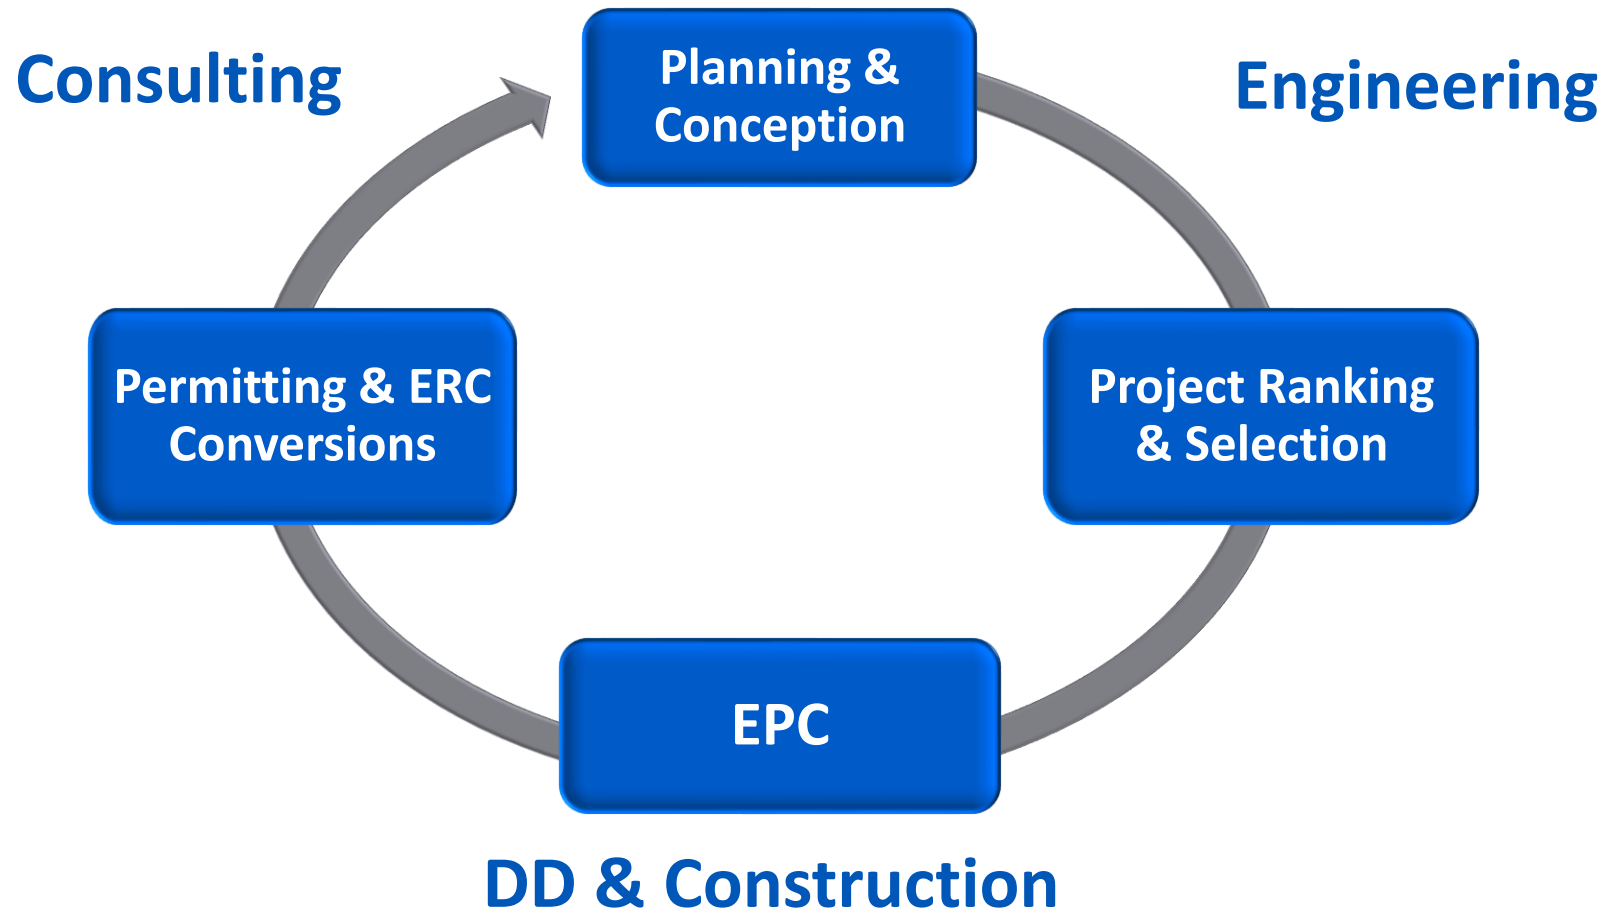 Consulting
Planning &
Conception
Engineering
Permitting & ERC
Conversions
Project Ranking
& Selection
EPC
DD & Construction